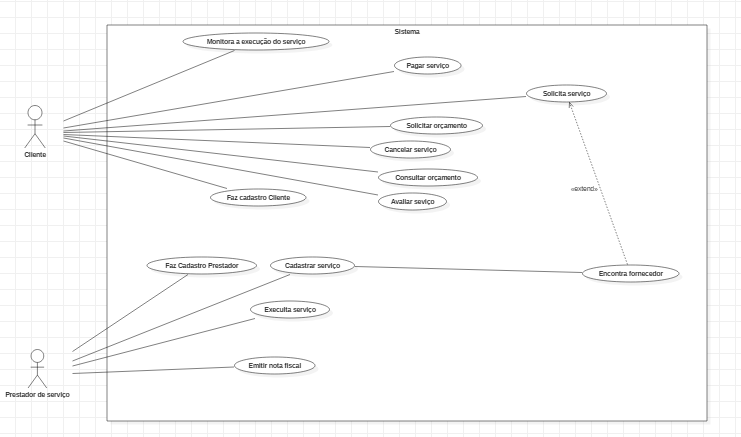 Sistema
Monitora a execução do serviço
Pagar serviço
Solicita serviço
Solicitar orçamento
Cancelar serviço
Cliente
Consultar orçamento
«extend»
Faz cadastro Cliente
Avaliar seviço
Faz Cadastro Prestador
Cadastrar serviço
Encontra fornecedor
Execulta serviço
Emitir nota fiscal
Prestador de serviço